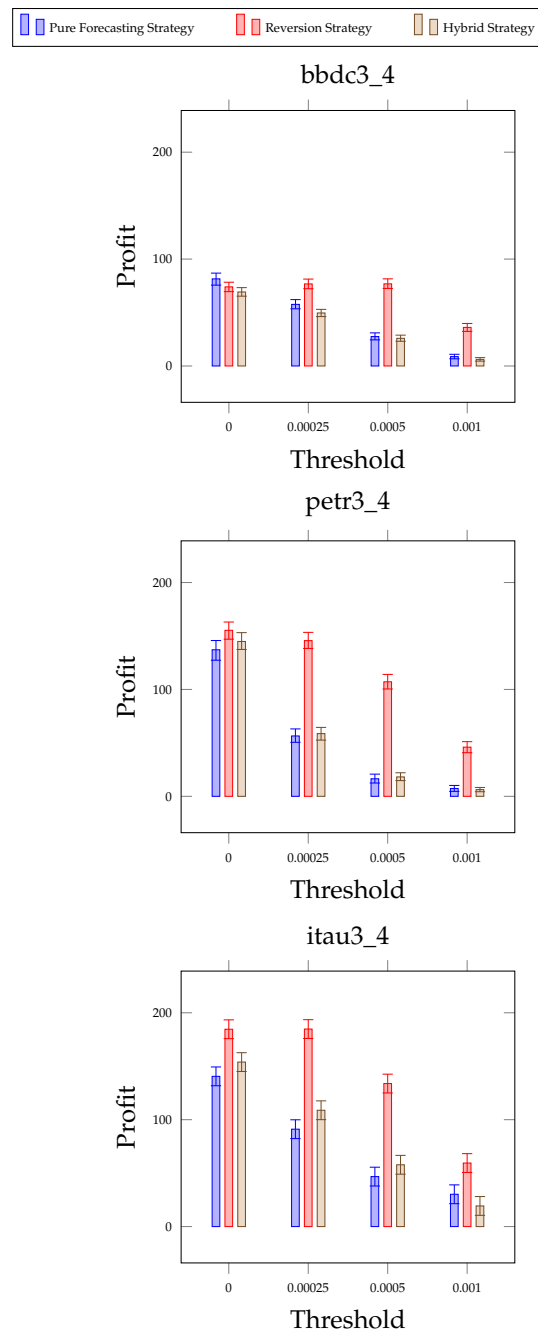 Pure Forecasting Strategy Reversion Strategy Hybrid Strategy
bbdc3_4
200
100
0
Profit
0 0.00025 0.0005 0.001
Threshold
petr3_4
200
100
0
Profit
0 0.00025 0.0005 0.001
Threshold
itau3_4
200
100
0
Profit
0 0.00025 0.0005 0.001
Threshold